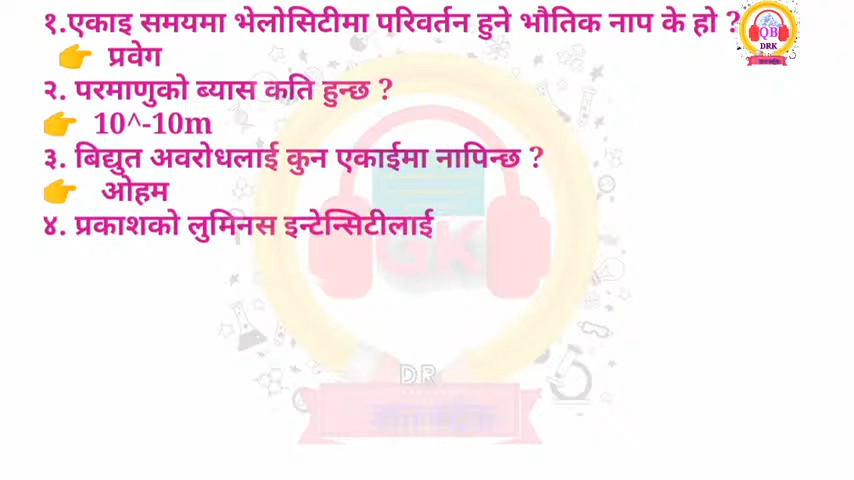 १.एकाइ समयमा भेलोसिटीमा परिवर्तन हुने भौतिक नाप के हो ?
👉 प्रवेग
२. परमाणुको ब्यास कति हुन्छ ?
👉 10^-10m
३. बिद्युत अवरोधलाई कुन एकाईमा नापिन्छ ?
👉 ओहम
४. प्रकाशको लुमिनस इन्टेन्सिटीलाई
QB
DRK
GK
DR